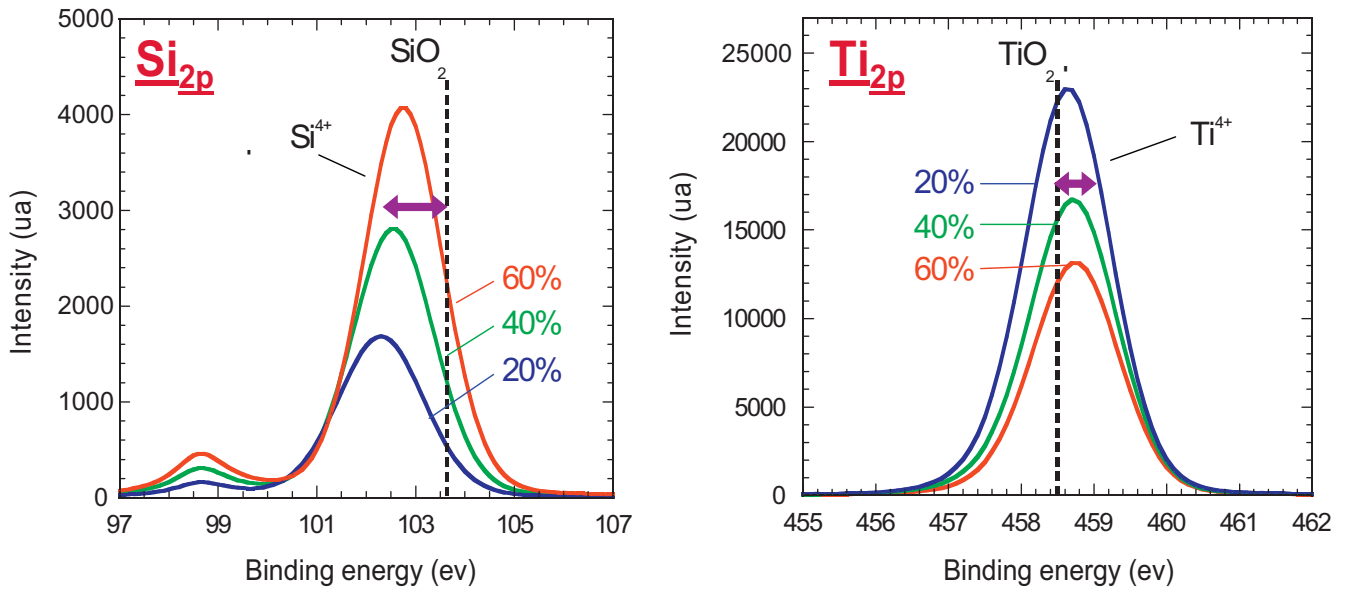 Si2p
SiO2
Si4+
60%
40%
20%
5000
4000
3000
2000
1000
0
97 99 101 103 105 107
Intensity (ua)
Binding energy (ev)
Ti2p
TiO2
Ti4+
20%
40%
60%
25000
20000
15000
10000
5000
0
455 456 457 458 459 460 461 462
Intensity (ua)
Binding energy (ev)